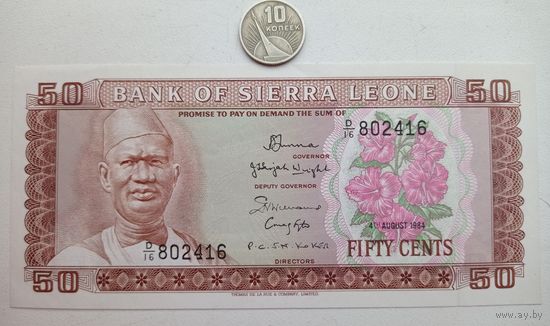 10
КОПЕЕК
50 BANK OF SIERRA LEONE 50
PROMISE TO PAY ON DEMAND THE SUM OF
D/16 802416
GOVERNOR
DEPUTY GOVERNOR
4TH AUGUST 1984
D/16 802416
P.C.S.M. KOKER
FIFTY CENTS
DIRECTORS
50 50
THOMAS DE LA RUE & COMPANY, LIMITED.
www.ay.by